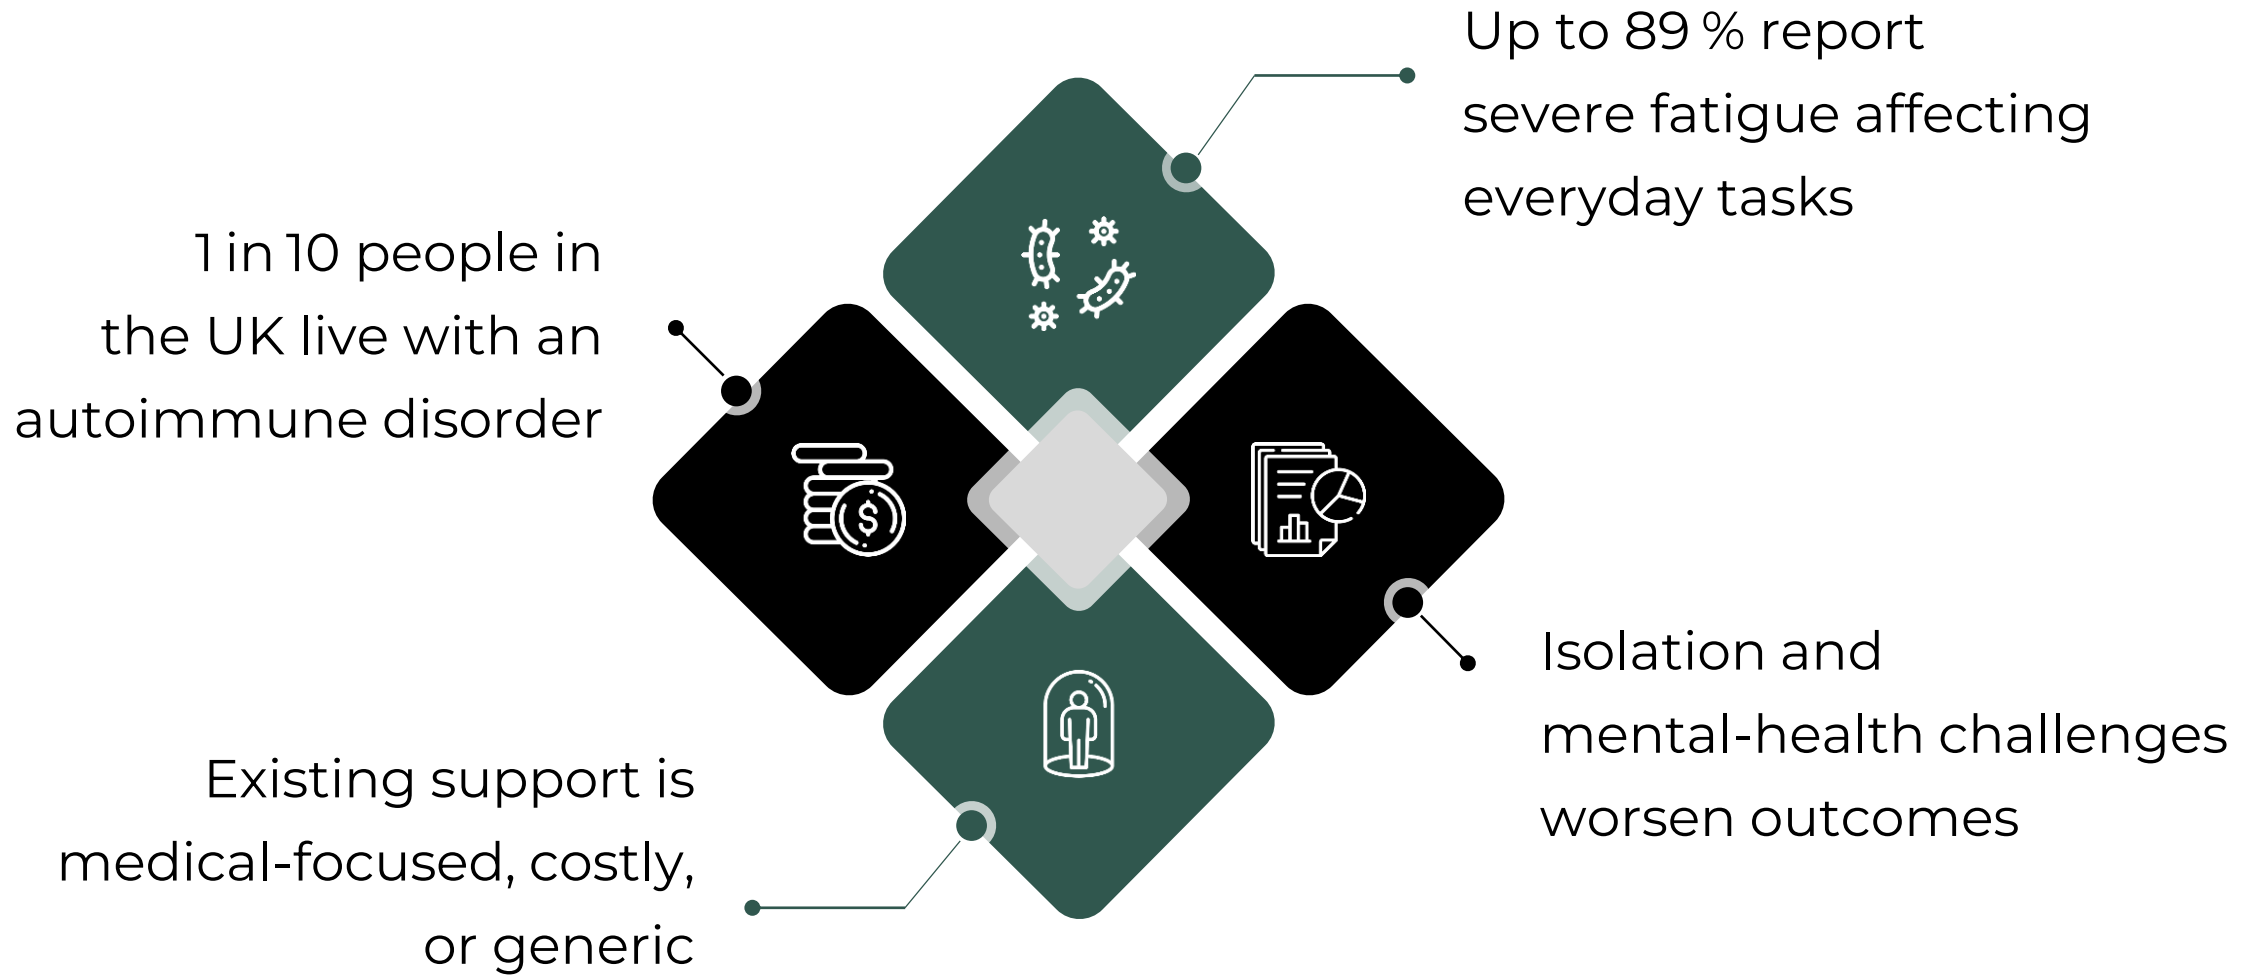 Up to 89 % report
severe fatigue affecting
everyday tasks
1 in 10 people in
the UK live with an
autoimmune disorder
$
Isolation and
mental-health challenges
worsen outcomes
Existing support is
medical-focused, costly,
or generic